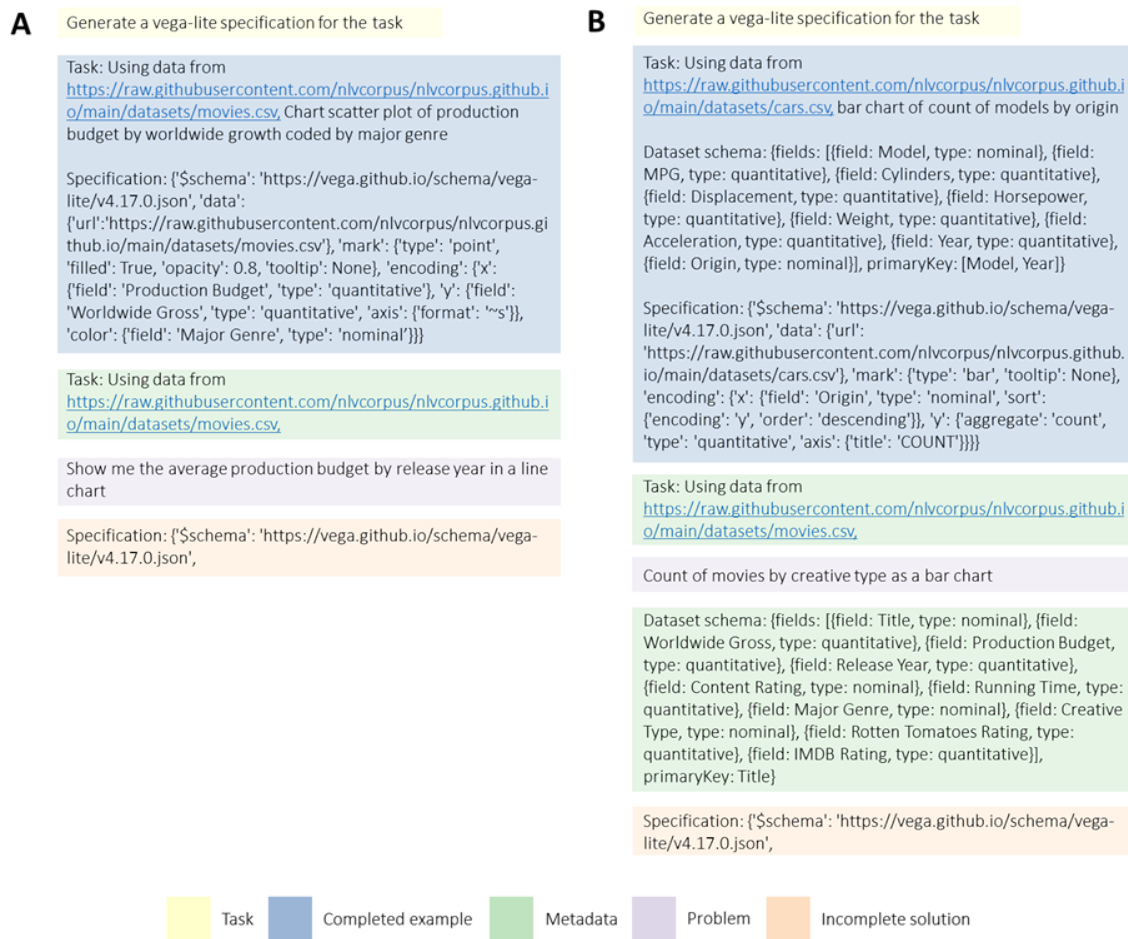 A
Generate a vega-lite specification for the task
Task: Using data from
https://raw.githubusercontent.com/nlvcorpus/nlvcorpus.github.i
o/main/datasets/movies.csv, Chart scatter plot of production
budget by worldwide growth coded by major genre
Specification: {'$schema': 'https://vega.github.io/schema/vega-
lite/v4.17.0.json', 'data':
{'url':'https://raw.githubusercontent.com/nlvcorpus/nlvcorpus.gi
thub.io/main/datasets/movies.csv'}, 'mark': {'type': 'point',
'filled': True, 'opacity': 0.8, 'tooltip': None}, 'encoding': {'x':
{'field': 'Production Budget', 'type': 'quantitative'}, 'y': {'field':
'Worldwide Gross', 'type': 'quantitative', 'axis': {'format': '~s'}},
'color': {'field': 'Major Genre', 'type': 'nominal’}}}
Task: Using data from
https://raw.githubusercontent.com/nlvcorpus/nlvcorpus.github.i
o/main/datasets/movies.csv,
Show me the average production budget by release year in a line
chart
Specification: {'$schema': 'https://vega.github.io/schema/vega-
lite/v4.17.0.json',
B
Generate a vega-lite specification for the task
Task: Using data from
https://raw.githubusercontent.com/nlvcorpus/nlvcorpus.github.i
o/main/datasets/cars.csv, bar chart of count of models by origin
Dataset schema: {fields: [{field: Model, type: nominal}, {field:
MPG, type: quantitative}, {field: Cylinders, type: quantitative},
{field: Displacement, type: quantitative}, {field: Horsepower,
type: quantitative}, {field: Weight, type: quantitative}, {field:
Acceleration, type: quantitative}, {field: Year, type: quantitative},
{field: Origin, type: nominal}], primaryKey: [Model, Year]}
Specification: {'$schema': 'https://vega.github.io/schema/vega-
lite/v4.17.0.json', 'data': {'url':
'https://raw.githubusercontent.com/nlvcorpus/nlvcorpus.github.
io/main/datasets/cars.csv'}, 'mark': {'type': 'bar', 'tooltip': None},
'encoding': {'x': {'field': 'Origin', 'type': 'nominal', 'sort':
{'encoding': 'y', 'order': 'descending'}}, 'y': {'aggregate': 'count',
'type': 'quantitative', 'axis': {'title': 'COUNT'}}}}
Task: Using data from
https://raw.githubusercontent.com/nlvcorpus/nlvcorpus.github.i
o/main/datasets/movies.csv,
Count of movies by creative type as a bar chart
Dataset schema: {fields: [{field: Title, type: nominal}, {field:
Worldwide Gross, type: quantitative}, {field: Production Budget,
type: quantitative}, {field: Release Year, type: quantitative},
{field: Content Rating, type: nominal}, {field: Running Time, type:
quantitative}, {field: Major Genre, type: nominal}, {field: Creative
Type, type: nominal}, {field: Rotten Tomatoes Rating, type:
quantitative}, {field: IMDB Rating, type: quantitative}],
primaryKey: Title}
Specification: {'$schema': 'https://vega.github.io/schema/vega-
lite/v4.17.0.json',
Task
Completed example
Metadata
Problem
Incomplete solution